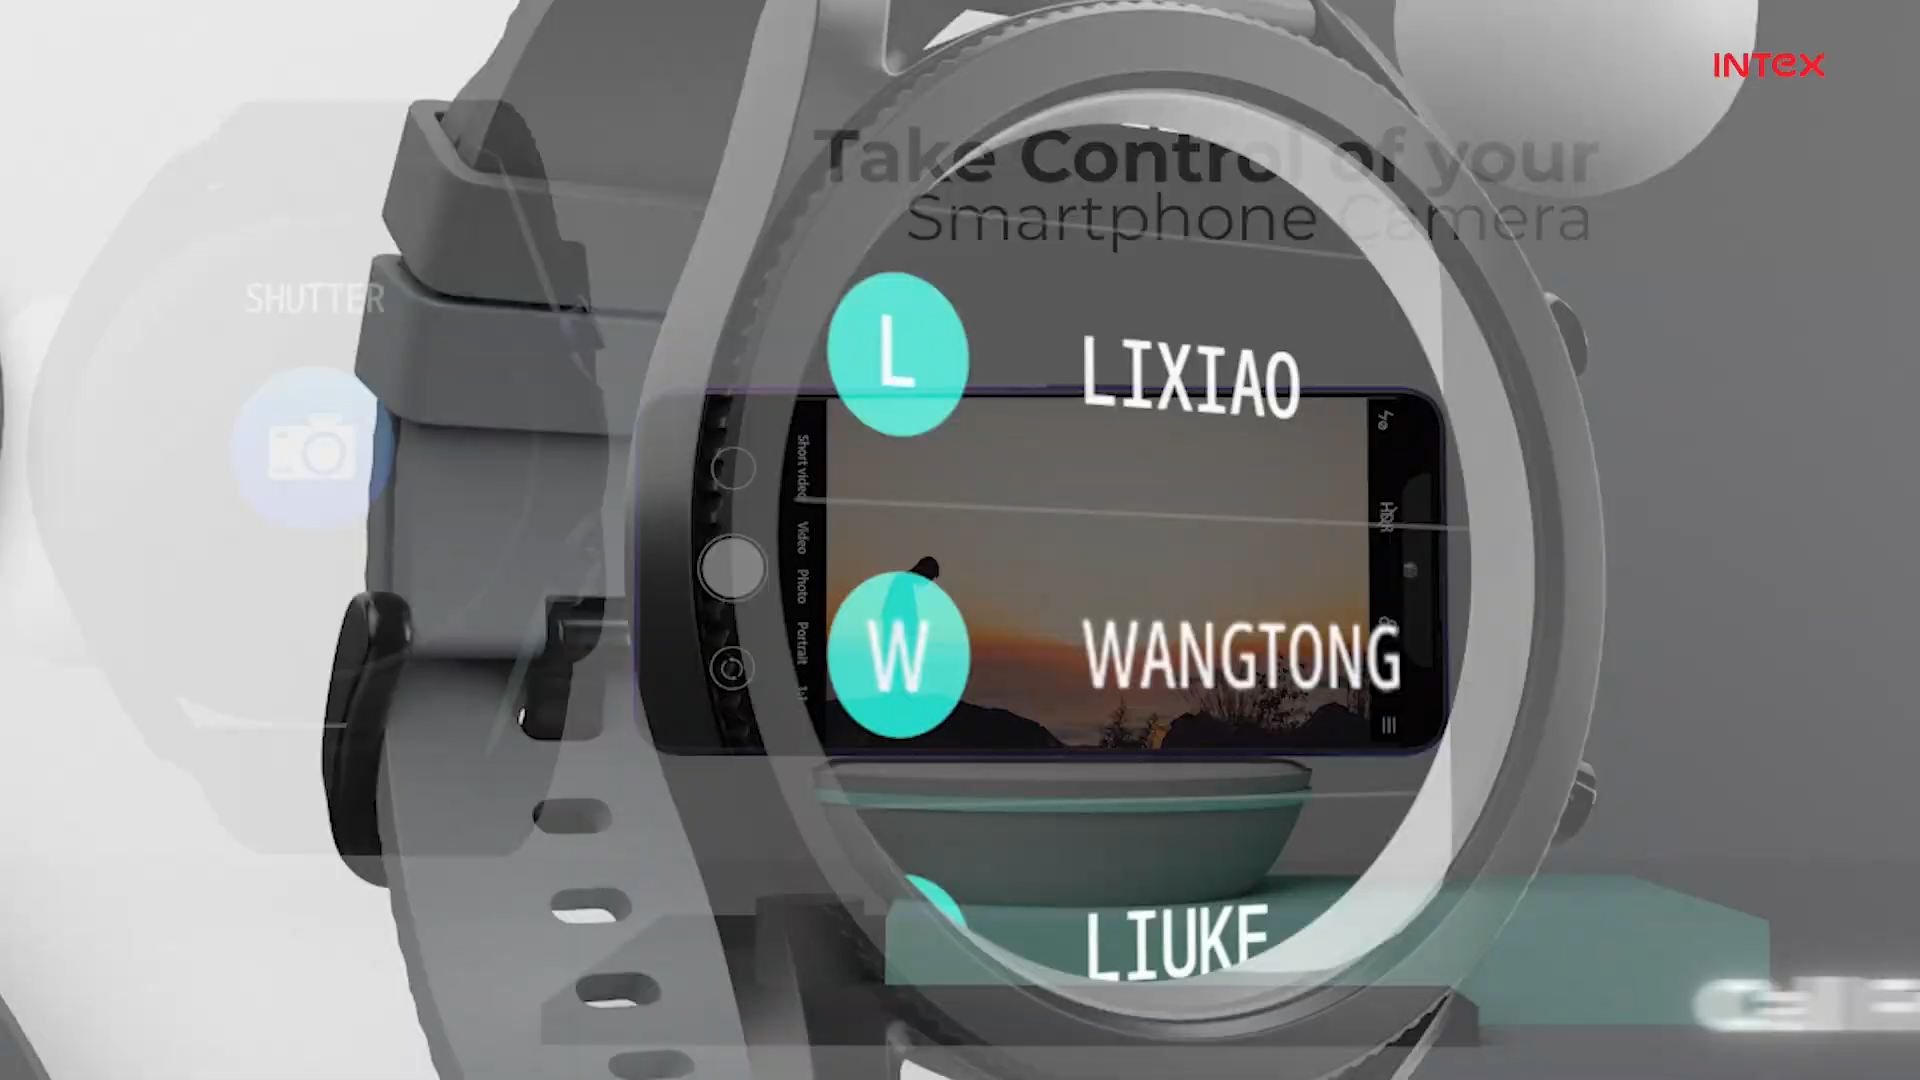 INTEX
Take Control of your
Smartphone Camera
SHUTTER
L
LIXIAO
Short video
Video
Photo
Portrait
HDR
W
WANGTONG
LIUKE